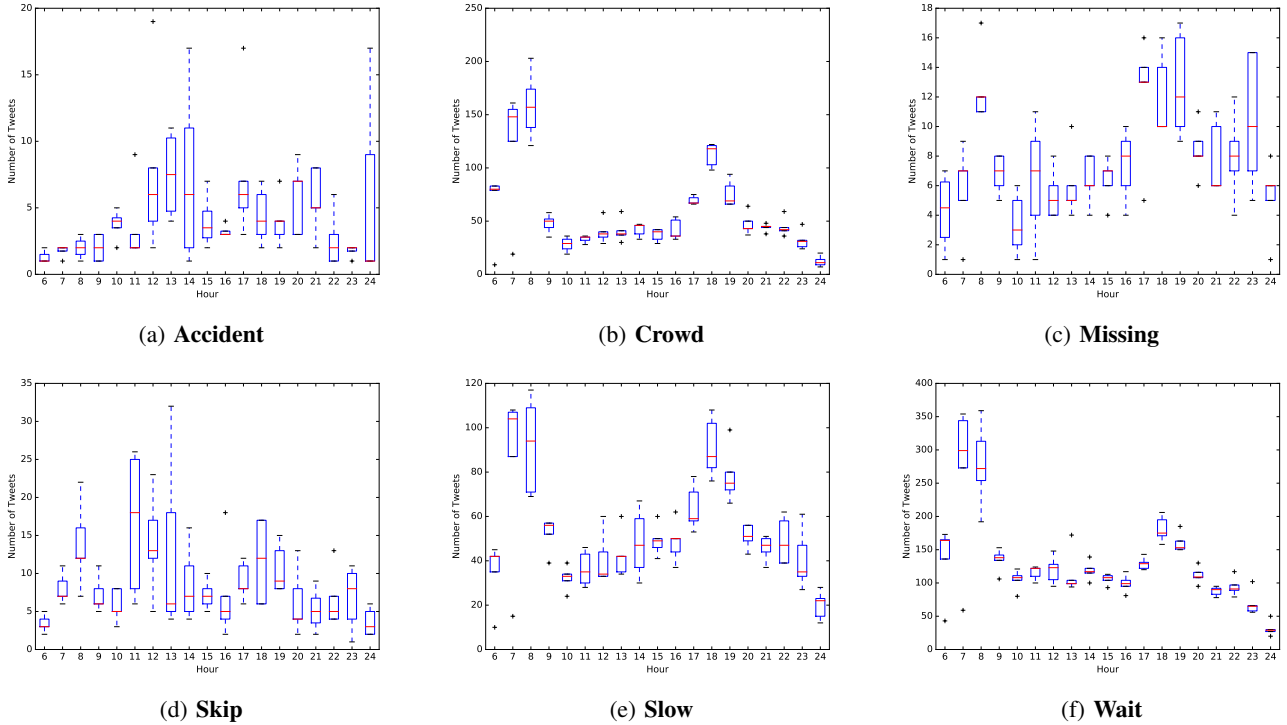 20
15
10
5
0
Number of Tweets
6 7 8 9 10 11 12 13 14 15 16 17 18 19 20 21 22 23 24
Hour
(a) Accident
250
200
150
100
50
0
Number of Tweets
6 7 8 9 10 11 12 13 14 15 16 17 18 19 20 21 22 23 24
Hour
(b) Crowd
18
16
14
12
10
8
6
4
2
0
Number of Tweets
6 7 8 9 10 11 12 13 14 15 16 17 18 19 20 21 22 23 24
Hour
(c) Missing
35
30
25
20
15
10
5
0
Number of Tweets
6 7 8 9 10 11 12 13 14 15 16 17 18 19 20 21 22 23 24
Hour
(d) Skip
120
100
80
60
40
20
0
Number of Tweets
6 7 8 9 10 11 12 13 14 15 16 17 18 19 20 21 22 23 24
Hour
(e) Slow
400
350
300
250
200
150
100
50
0
Number of Tweets
6 7 8 9 10 11 12 13 14 15 16 17 18 19 20 21 22 23 24
Hour
(f) Wait